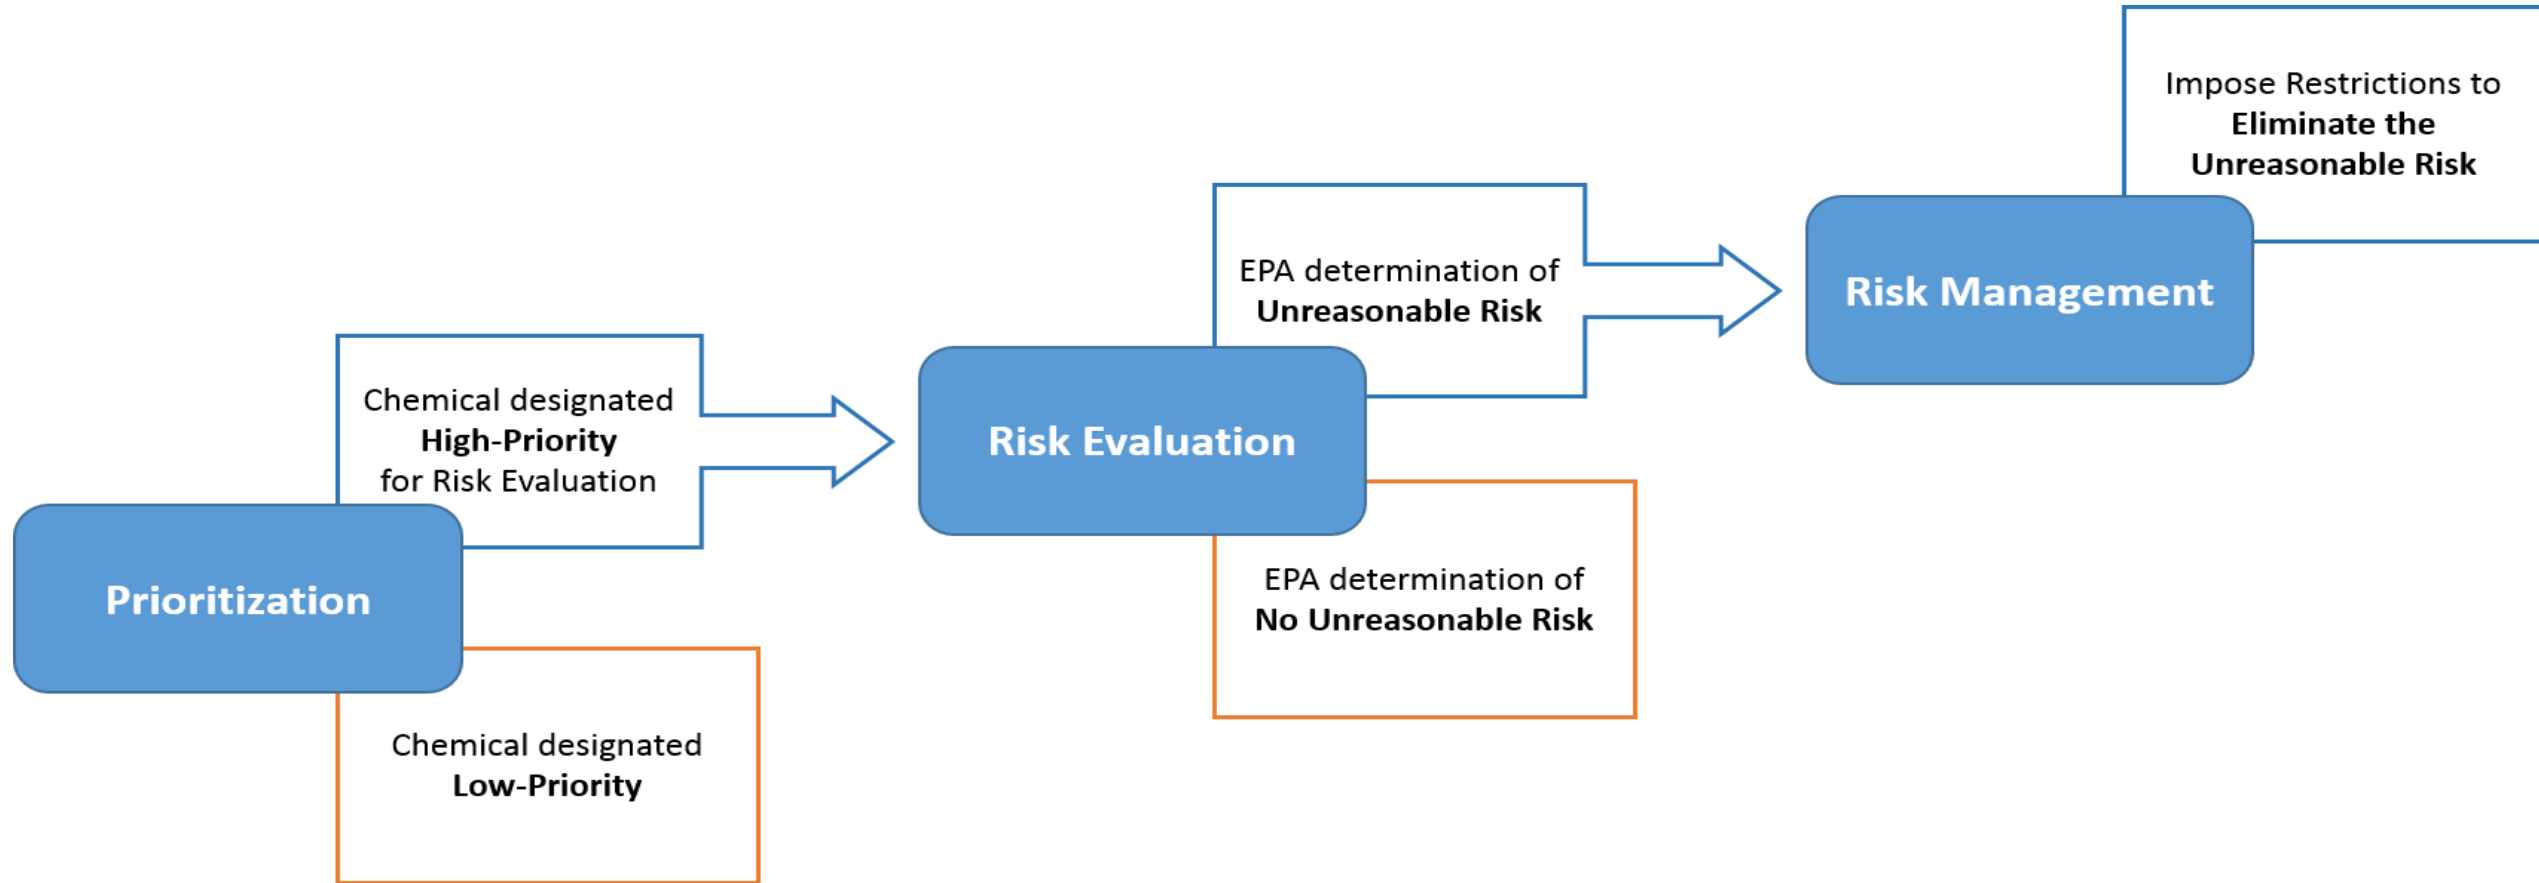 Chemical designated
High-Priority
for Risk Evaluation
Prioritization
Chemical designated
Low-Priority
EPA determination of
Unreasonable Risk
Risk Evaluation
EPA determination of
No Unreasonable Risk
Impose Restrictions to
Eliminate the
Unreasonable Risk
Risk Management